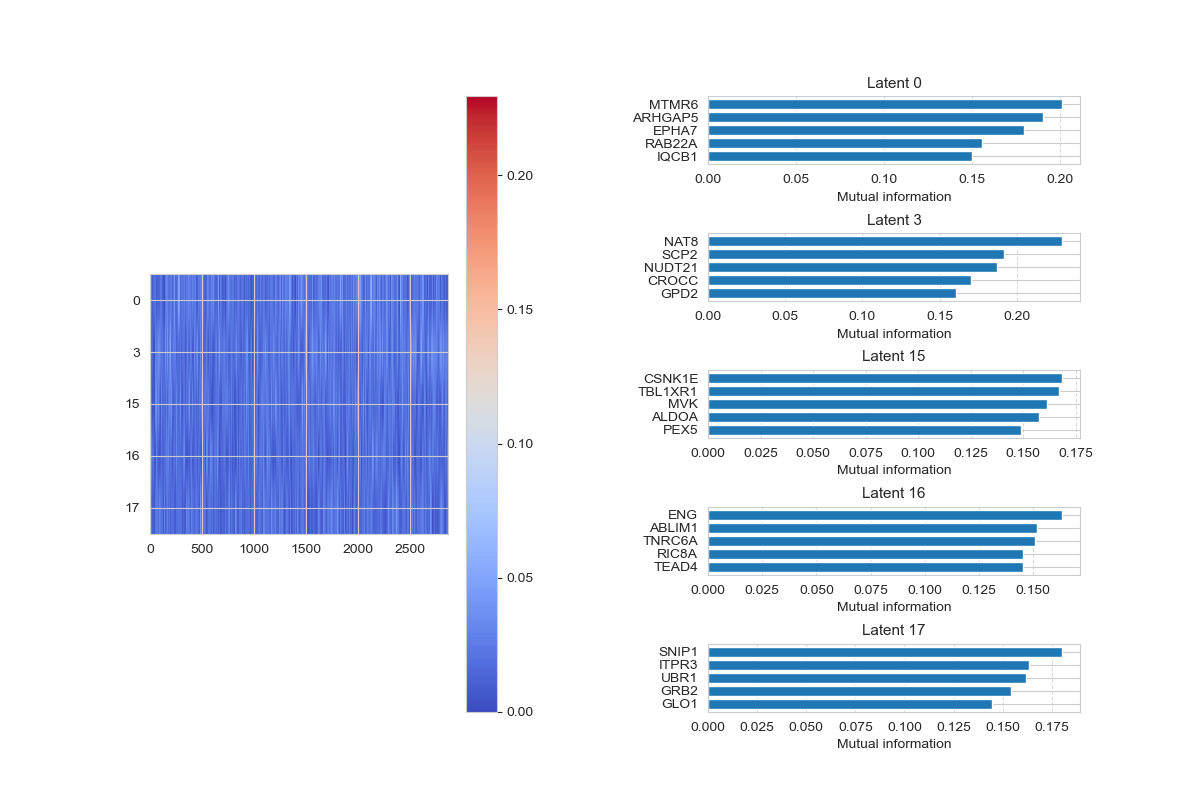 0
3
15
16
17
0 500 1000 1500 2000 2500
0.20
0.15
0.10
0.05
0.00
Latent 0
MTMR6
ARHGAP5
EPHA7
RAB22A
IQCB1
0.00 0.05 0.10 0.15 0.20
Mutual information
Latent 3
NAT8
SCP2
NUDT21
CROCC
GPD2
0.00 0.05 0.10 0.15 0.20
Mutual information
Latent 15
CSNK1E
TBL1XR1
MVK
ALDOA
PEX5
0.000 0.025 0.050 0.075 0.100 0.125 0.150 0.175
Mutual information
Latent 16
ENG
ABLIM1
TNRC6A
RIC8A
TEAD4
0.000 0.025 0.050 0.075 0.100 0.125 0.150
Mutual information
Latent 17
SNIP1
ITPR3
UBR1
GRB2
GLO1
0.000 0.025 0.050 0.075 0.100 0.125 0.150 0.175
Mutual information